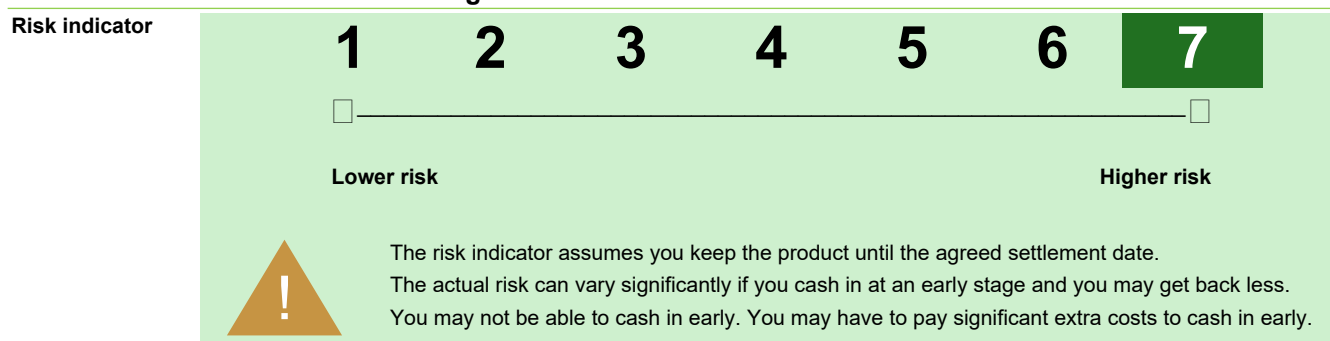 Risk indicator
1 2 3 4 5 6 7
Lower risk Higher risk
!
The risk indicator assumes you keep the product until the agreed settlement date.
The actual risk can vary significantly if you cash in at an early stage and you may get back less.
You may not be able to cash in early. You may have to pay significant extra costs to cash in early.